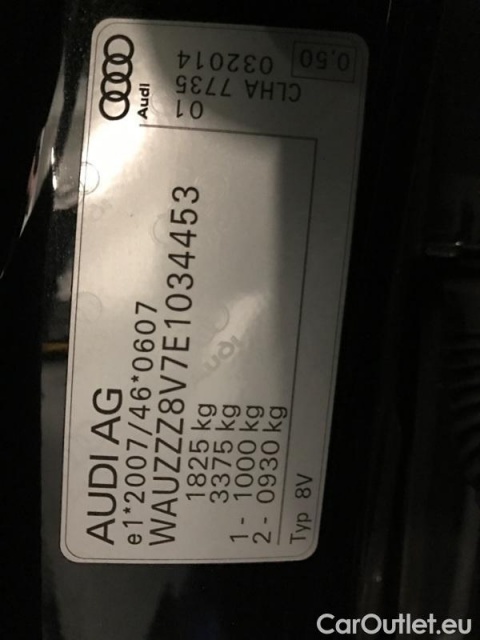 AUDI AG
e1*2007/46*0607
WAUZZZ8V7E1034453
1825 kg
3375 kg
1 - 1000 kg
2 - 0930 kg
Typ 8V
Audi
01
CLHA 7735
032014
0,50
AUDI
CarOutlet.eu